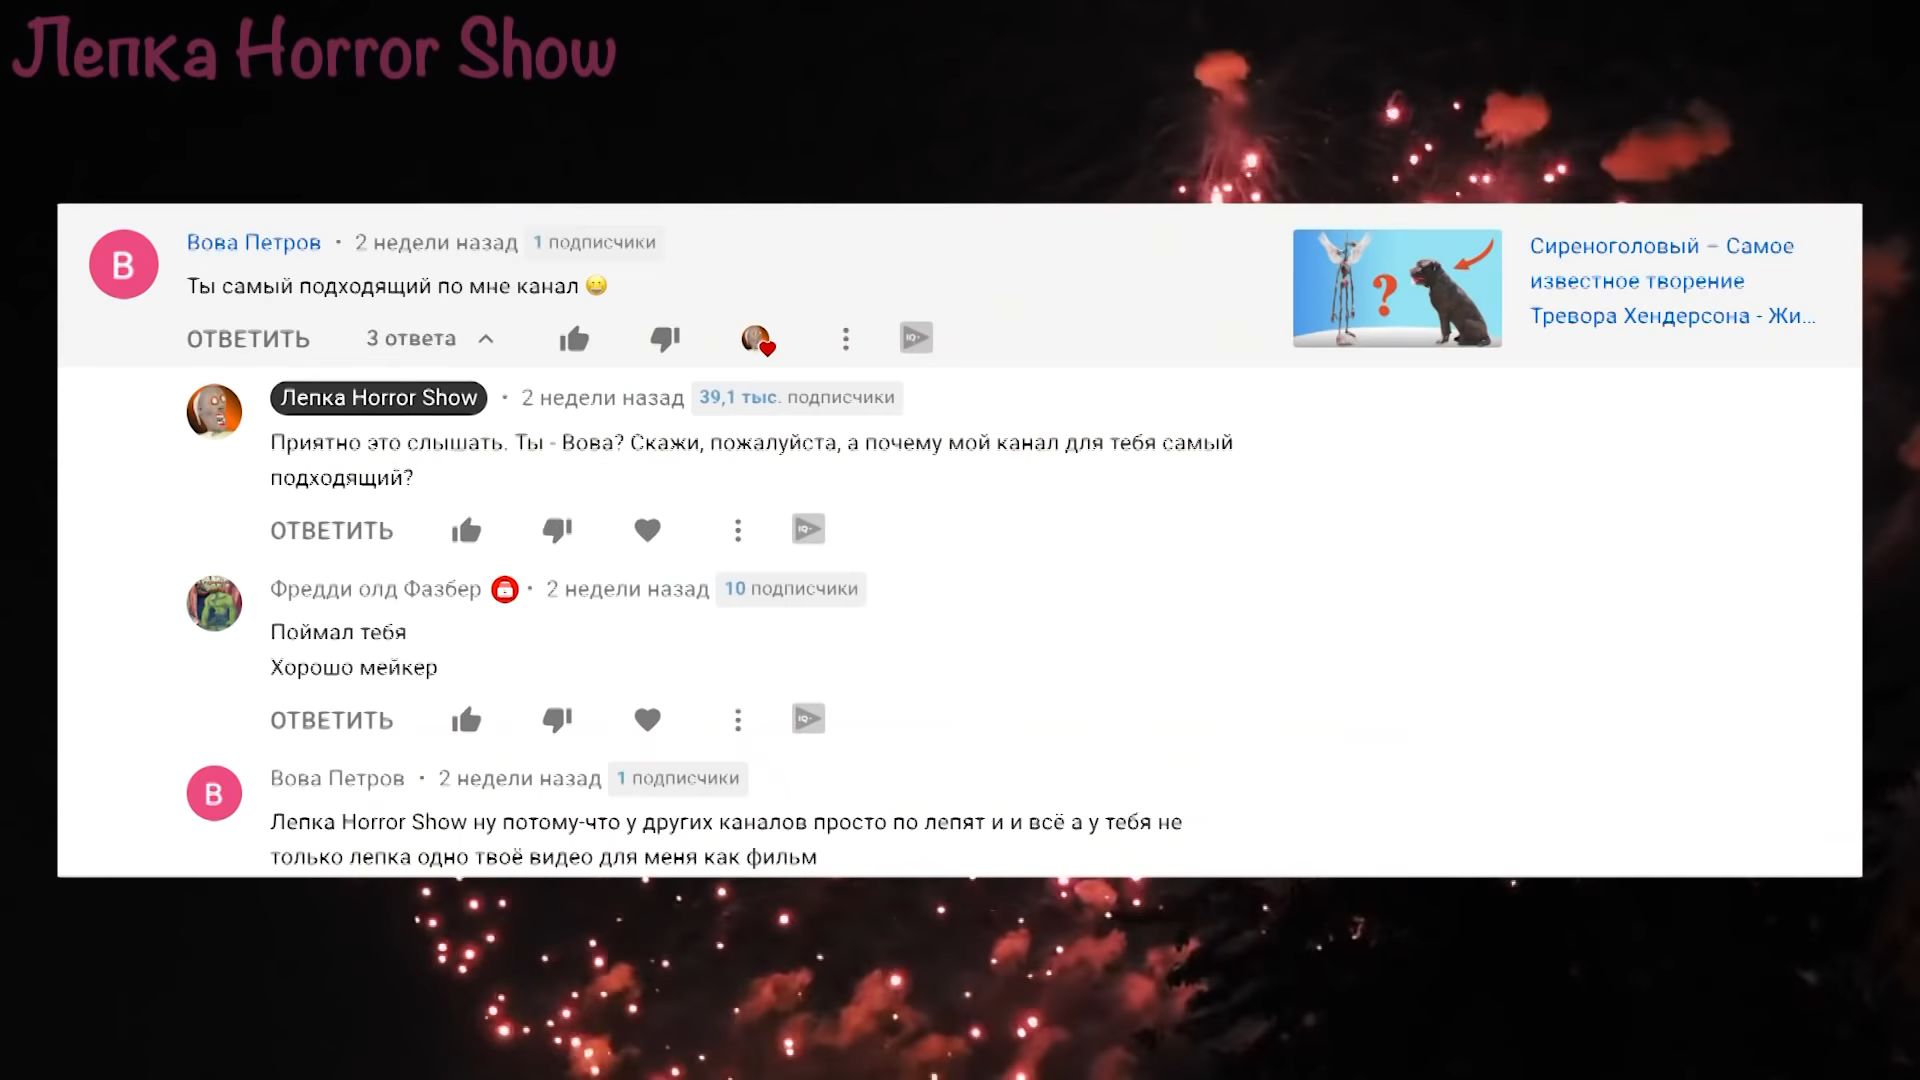 Лепка Horror Show
В
Вова Петров • 2 недели назад 1 подписчики
Ты самый подходящий по мне канал
ОТВЕТИТЬ 3 ответа
?
Сиреноголовый – Самое
известное творение
Тревора Хендерсона - Жи...
Лепка Horror Show • 2 недели назад 39,1 тыс. подписчики
Приятно это слышать. Ты - Вова? Скажи, пожалуйста, а почему мой канал для тебя самый
подходящий?
ОТВЕТИТЬ
Фредди олд Фазбер • 2 недели назад 10 подписчики
Поймал тебя
Хорошо мейкер
ОТВЕТИТЬ
В
Вова Петров • 2 недели назад 1 подписчики
Лепка Horror Show ну потому-что у других каналов просто по лепят и и всё а у тебя не
только лепка одно твоё видео для меня как фильм